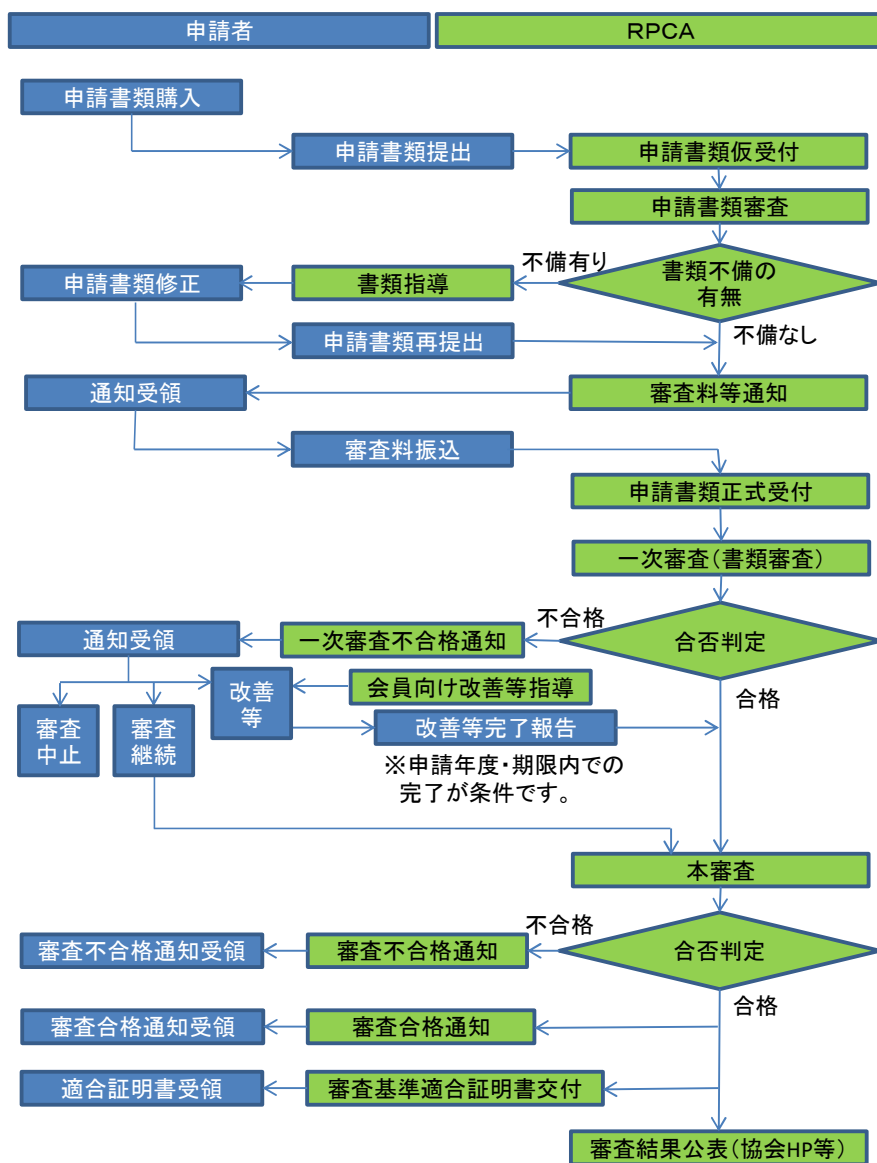 申請者
RPCA
申請書類購入
申請書類提出
申請書類仮受付
申請書類審査
不備有り
書類不備の
有無
書類指導
申請書類修正
不備なし
申請書類再提出
審査料等通知
通知受領
審査料振込
申請書類正式受付
一次審査(書類審査)
不合格
合否判定
一次審査不合格通知
通知受領
合格
会員向け改善等指導
改善
等
審査
中止
審査
継続
改善等完了報告
※申請年度・期限内での
完了が条件です。
本審査
不合格
合否判定
審査不合格通知
審査不合格通知受領
合格
審査合格通知
審査合格通知受領
審査基準適合証明書交付
適合証明書受領
審査結果公表(協会HP等)